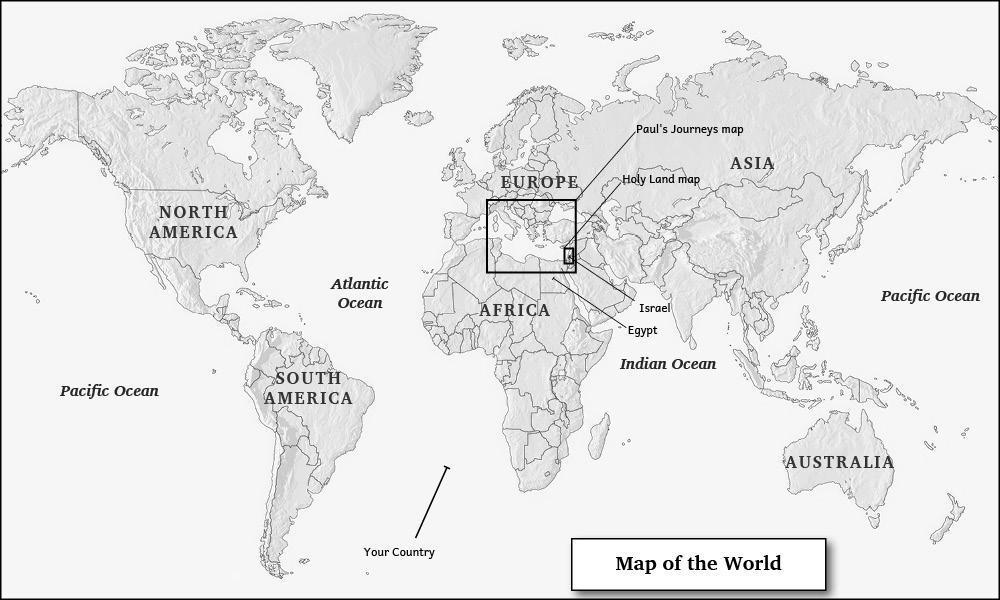 Paul's Journeys map
ASIA
Holy Land map
EUROPE
NORTH
AMERICA
Atlantic
Ocean
Pacific Ocean
AFRICA
Israel
Egypt
Indian Ocean
SOUTH
AMERICA
Pacific Ocean
AUSTRALIA
Your Country
Map of the World